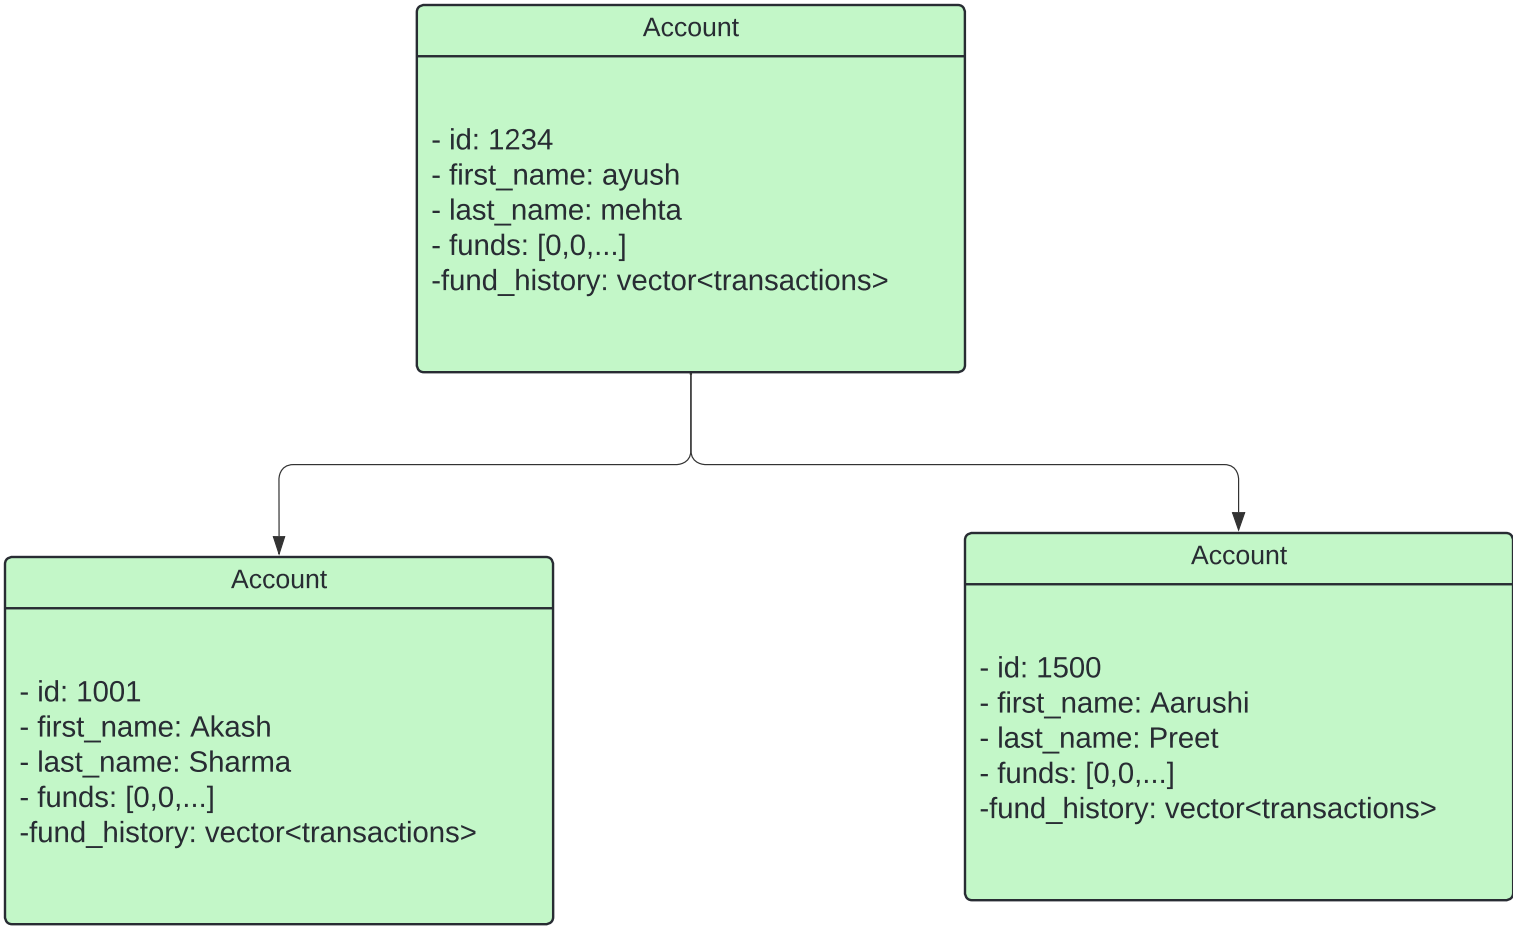 Account
- id: 1234
- first_name: ayush
- last_name: mehta
- funds: [0,0,...]
-fund_history: vector<transactions>
Account
- id: 1001
- first_name: Akash
- last_name: Sharma
- funds: [0,0,...]
-fund_history: vector<transactions>
Account
- id: 1500
- first_name: Aarushi
- last_name: Preet
- funds: [0,0,...]
-fund_history: vector<transactions>